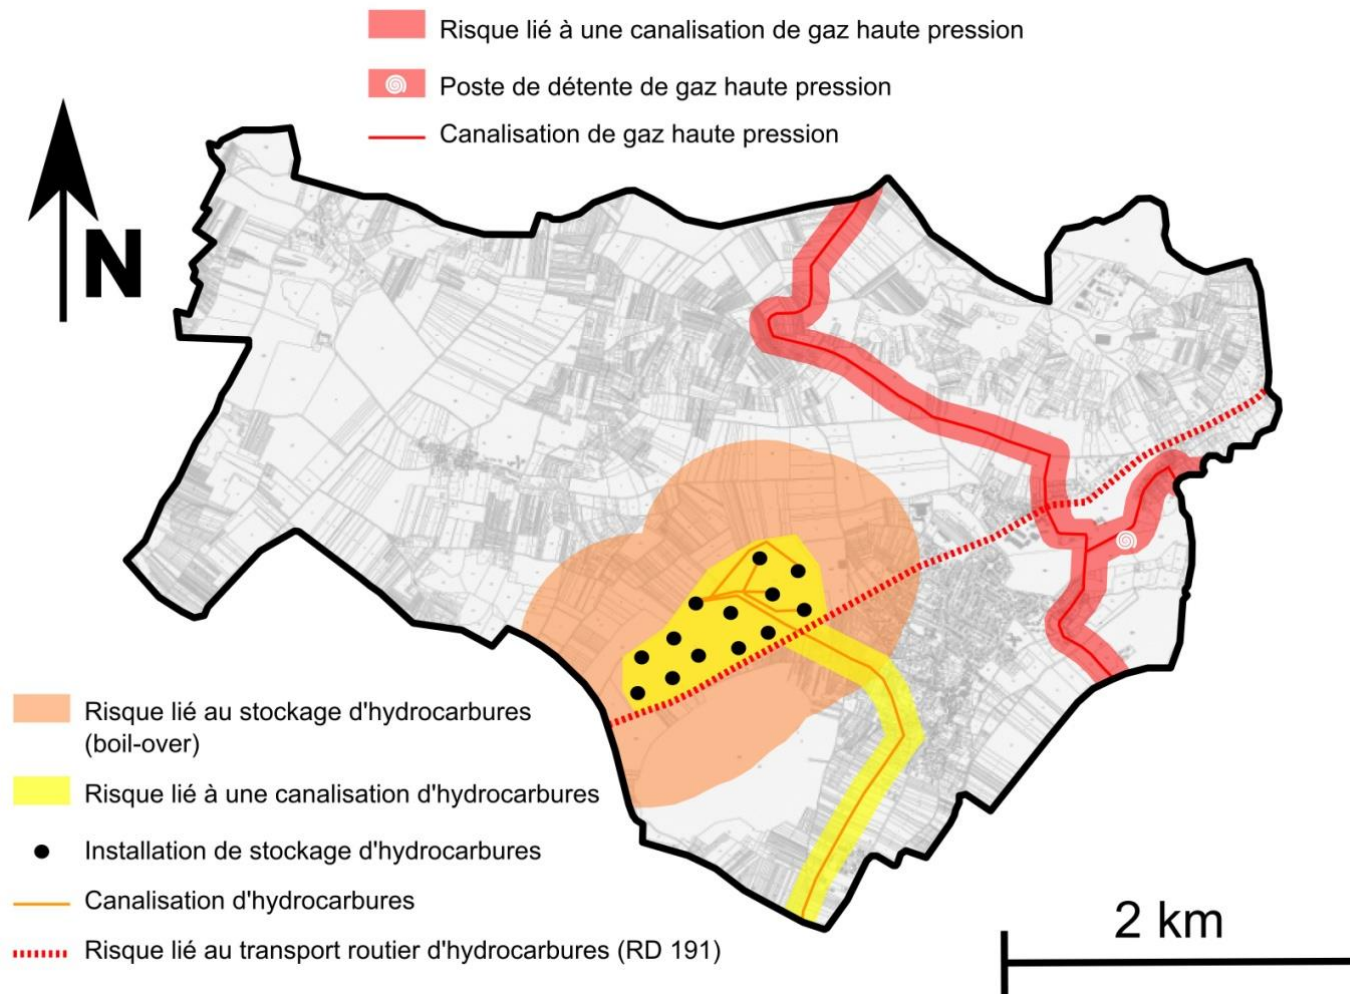 Risque lié à une canalisation de gaz haute pression
Poste de détente de gaz haute pression
Canalisation de gaz haute pression
N
Risque lié au stockage d'hydrocarbures
(boil-over)
Risque lié à une canalisation d'hydrocarbures
Installation de stockage d'hydrocarbures
Canalisation d'hydrocarbures
Risque lié au transport routier d'hydrocarbures (RD 191)
2 km